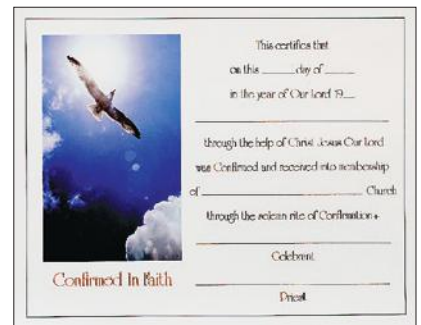 This certifies that
on this ______ day of ______
in the year of Our Lord 19__
through the help of Christ Jesus Our Lord
was Confirmed and received into membership
of ______________________ Church
through the solemn rite of Confirmation
Celebrant
Priest
Confirmed In Faith